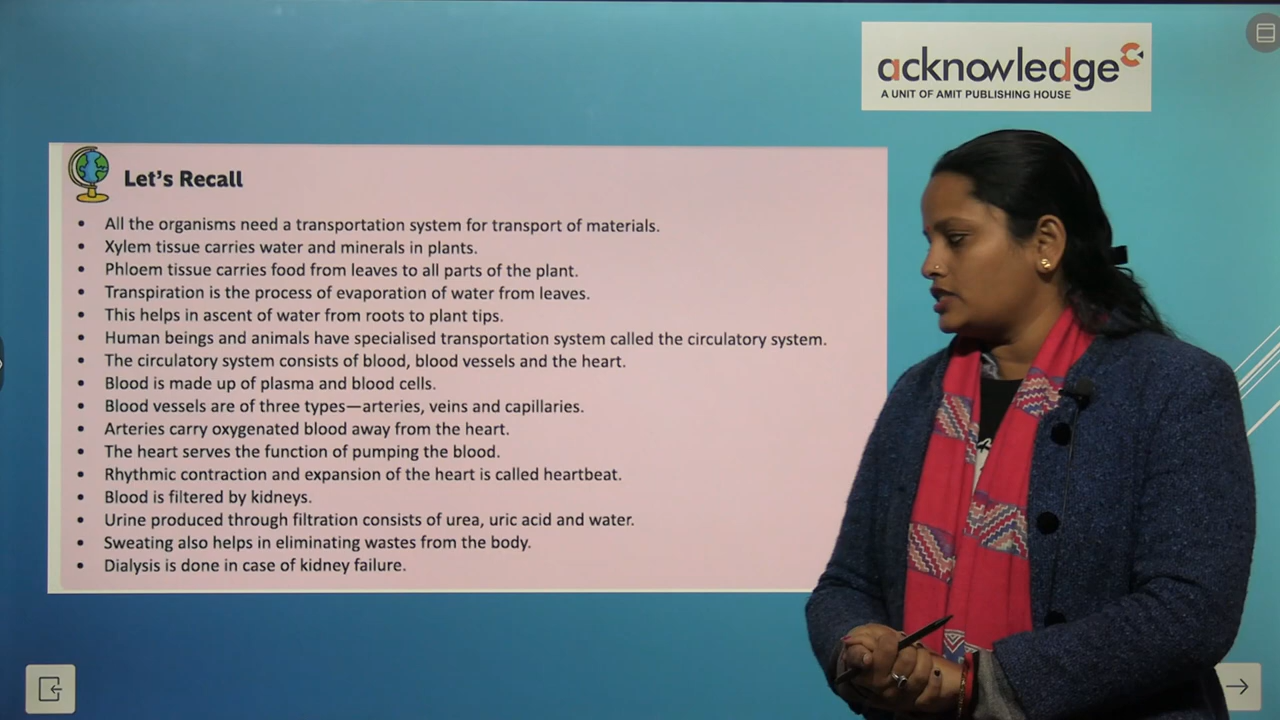 acknowledge
A UNIT OF AMIT PUBLISHING HOUSE
Let's Recall
• All the organisms need a transportation system for transport of materials.
• Xylem tissue carries water and minerals in plants.
• Phloem tissue carries food from leaves to all parts of the plant.
• Transpiration is the process of evaporation of water from leaves.
• This helps in ascent of water from roots to plant tips.
• Human beings and animals have specialised transportation system called the circulatory system.
• The circulatory system consists of blood, blood vessels and the heart.
• Blood is made up of plasma and blood cells.
• Blood vessels are of three types—arteries, veins and capillaries.
• Arteries carry oxygenated blood away from the heart.
• The heart serves the function of pumping the blood.
• Rhythmic contraction and expansion of the heart is called heartbeat.
• Blood is filtered by kidneys.
• Urine produced through filtration consists of urea, uric acid and water.
• Sweating also helps in eliminating wastes from the body.
• Dialysis is done in case of kidney failure.